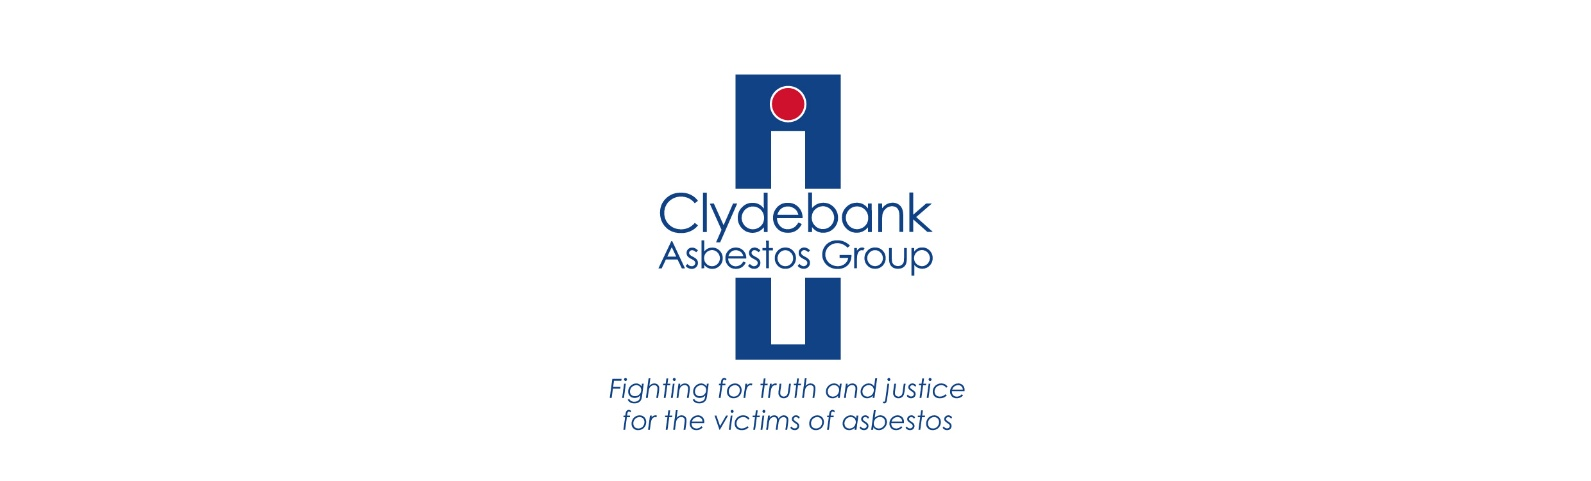 Clydebank
Asbestos Group
Fighting for truth and justice
for the victims of asbestos